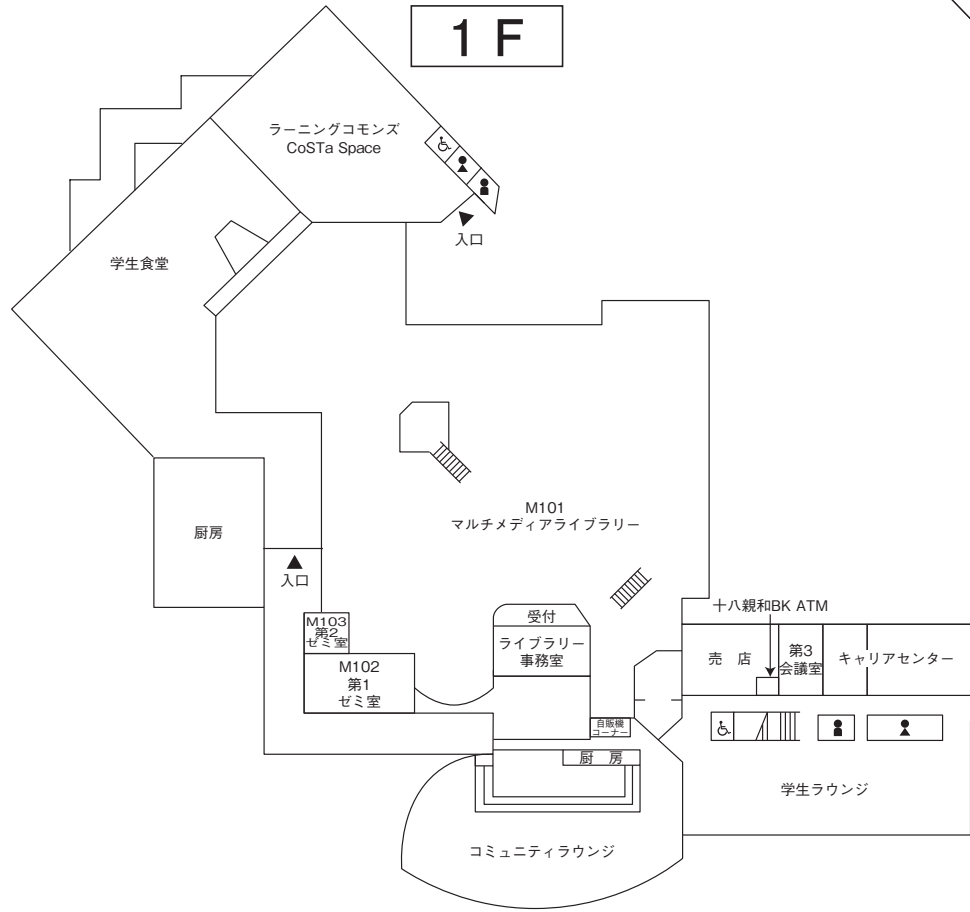 1 F
ラーニングコモンズ
CoSTa Space
入口
学生食堂
M101
マルチメディアライブラリー
厨房
入口
十八親和BK ATM
受付
M103
第2
ゼミ室
ライブラリー
事務室
売 店
第3
会議室
キャリアセンター
M102
第1
ゼミ室
自販機
コーナー
厨 房
学生ラウンジ
コミュニティラウンジ